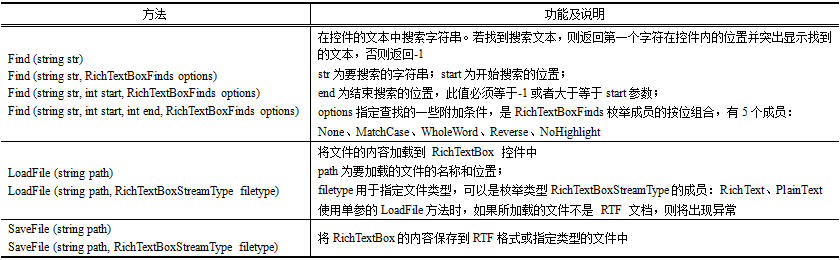 方法
功能及说明
Find (string str)
Find (string str, RichTextBoxFinds options)
Find (string str, int start, RichTextBoxFinds options)
Find (string str, int start, int end, RichTextBoxFinds options)
在控件的文本中搜索字符串。若找到搜索文本，则返回第一个字符在控件内的位置并突出显示找到
的文本，否则返回-1
str 为要搜索的字符串；start 为开始搜索的位置；
end 为结束搜索的位置，此值必须等于-1 或者大于等于 start 参数；
options 指定查找的一些附加条件，是 RichTextBoxFinds 枚举成员的按位组合，有 5 个成员：
None、MatchCase、WholeWord、Reverse、NoHighlight
LoadFile (string path)
LoadFile (string path, RichTextBoxStreamType filetype)
将文件的内容加载到 RichTextBox 控件中
path 为要加载的文件的名称和位置；
filetype 用于指定文件类型，可以是枚举类型 RichTextBoxStreamType 的成员：RichText、PlainText
使用单参的 LoadFile 方法时，如果所加载的文件不是 RTF 文档，则将出现异常
SaveFile (string path)
SaveFile (string path, RichTextBoxStreamType filetype)
将 RichTextBox 的内容保存到 RTF 格式或指定类型的文件中